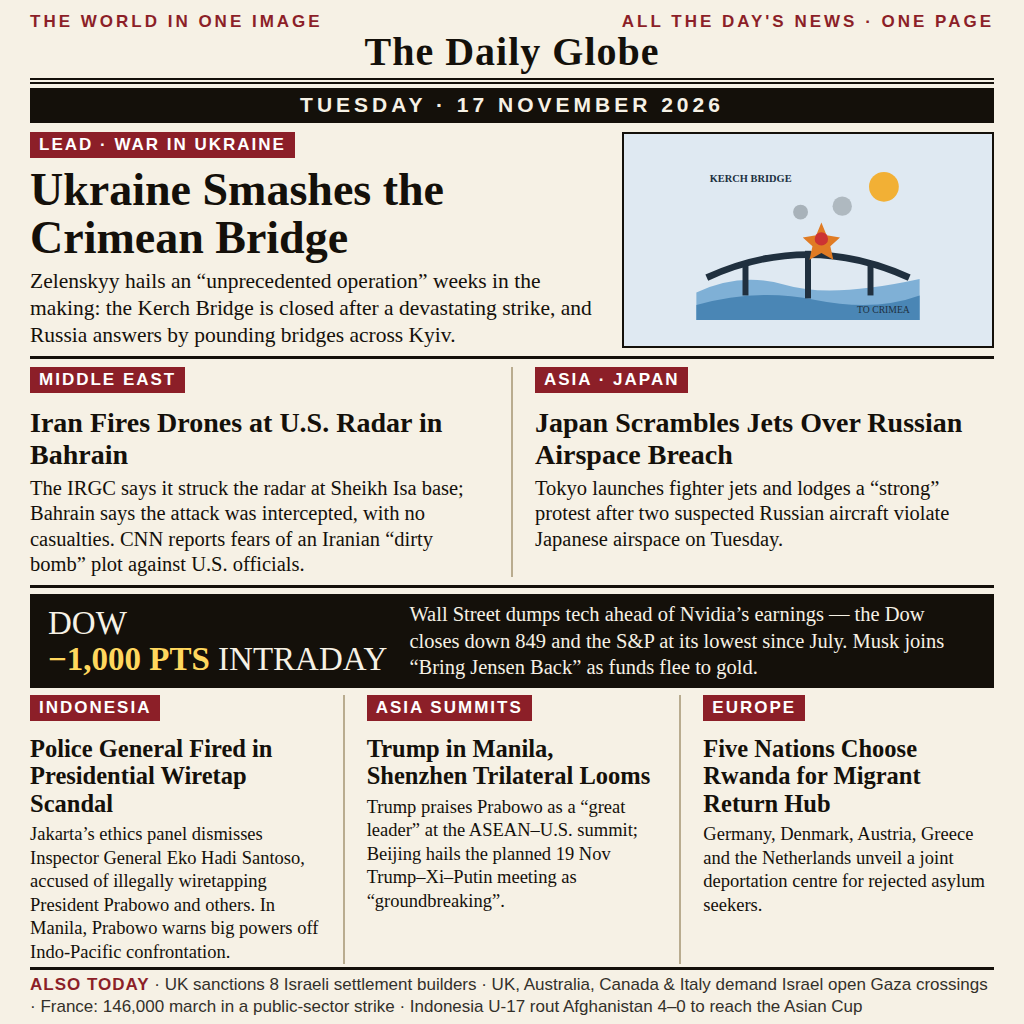 THE WORLD IN ONE IMAGE
ALL THE DAY'S NEWS · ONE PAGE
The Daily Globe
TUESDAY · 17 NOVEMBER 2026
LEAD · WAR IN UKRAINE
Ukraine Smashes the
Crimean Bridge
Zelenskyy hails an “unprecedented operation” weeks in the
making: the Kerch Bridge is closed after a devastating strike, and
Russia answers by pounding bridges across Kyiv.
KERCH BRIDGE
TO CRIMEA
MIDDLE EAST
Iran Fires Drones at U.S. Radar in
Bahrain
The IRGC says it struck the radar at Sheikh Isa base;
Bahrain says the attack was intercepted, with no
casualties. CNN reports fears of an Iranian “dirty
bomb” plot against U.S. officials.
ASIA · JAPAN
Japan Scrambles Jets Over Russian
Airspace Breach
Tokyo launches fighter jets and lodges a “strong”
protest after two suspected Russian aircraft violate
Japanese airspace on Tuesday.
DOW
−1,000 PTS INTRADAY
Wall Street dumps tech ahead of Nvidia’s earnings — the Dow
closes down 849 and the S&P at its lowest since July. Musk joins
“Bring Jensen Back” as funds flee to gold.
INDONESIA
Police General Fired in
Presidential Wiretap
Scandal
Jakarta’s ethics panel dismisses
Inspector General Eko Hadi Santoso,
accused of illegally wiretapping
President Prabowo and others. In
Manila, Prabowo warns big powers off
Indo-Pacific confrontation.
ASIA SUMMITS
Trump in Manila,
Shenzhen Trilateral Looms
Trump praises Prabowo as a “great
leader” at the ASEAN–U.S. summit;
Beijing hails the planned 19 Nov
Trump–Xi–Putin meeting as
“groundbreaking”.
EUROPE
Five Nations Choose
Rwanda for Migrant
Return Hub
Germany, Denmark, Austria, Greece
and the Netherlands unveil a joint
deportation centre for rejected asylum
seekers.
ALSO TODAY · UK sanctions 8 Israeli settlement builders · UK, Australia, Canada & Italy demand Israel open Gaza crossings
· France: 146,000 march in a public-sector strike · Indonesia U-17 rout Afghanistan 4–0 to reach the Asian Cup